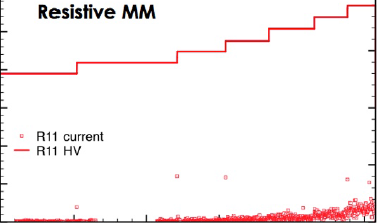 Resistive MM
R11 current
R11 HV